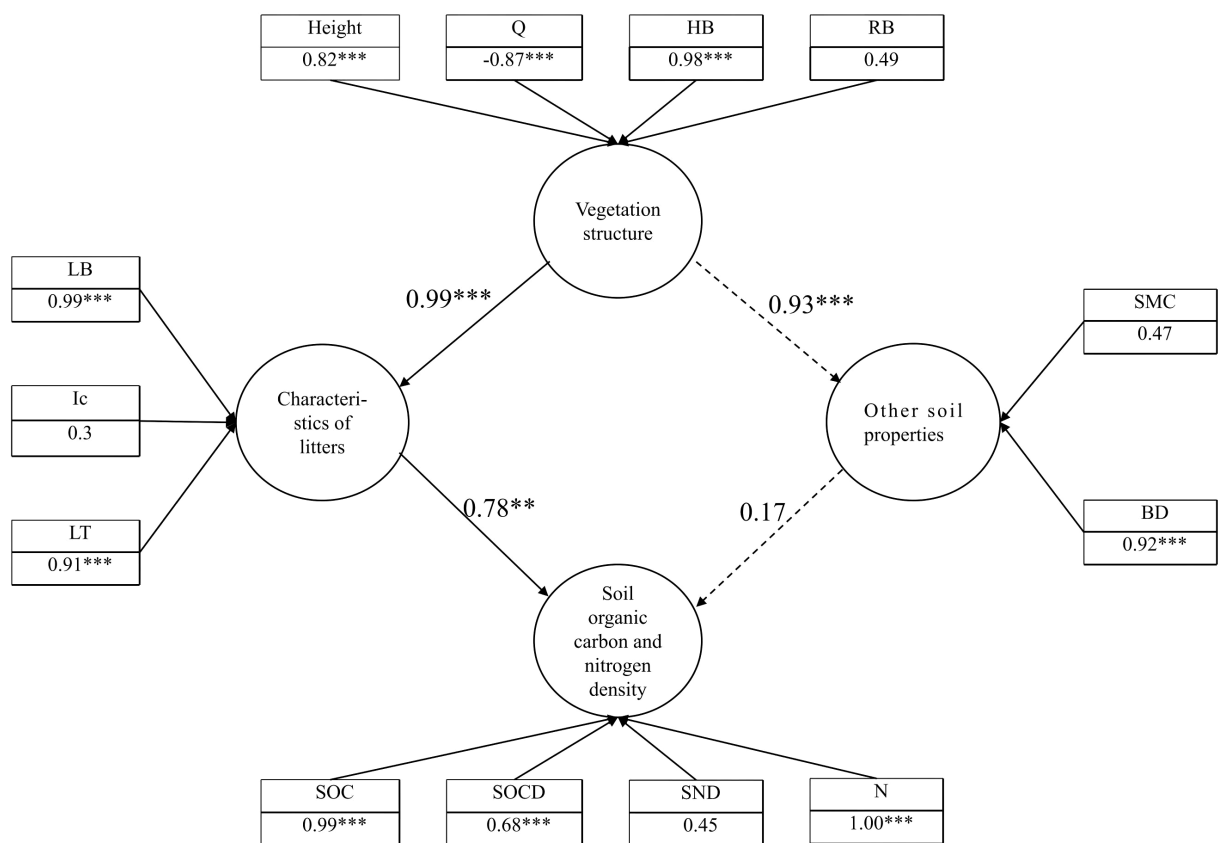 Height
0.82***
Q
-0.87***
HB
0.98***
RB
0.49
Vegetation
structure
LB
0.99***
0.99***
0.93***
SMC
0.47
Ic
0.3
Characteri-
stics of
litters
Other soil
properties
LT
0.91***
0.78**
0.17
BD
0.92***
Soil
organic
carbon and
nitrogen
density
SOC
0.99***
SOCD
0.68***
SND
0.45
N
1.00***